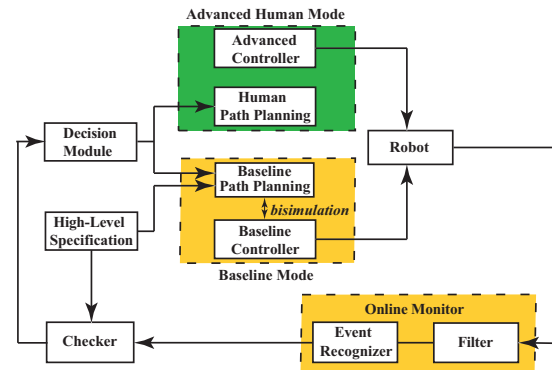 Advanced Human Mode
Advanced
Controller
Human
Path Planning
Decision
Module
Robot
Baseline
Path Planning
High-Level
Specification
bisimulation
Baseline
Controller
Baseline Mode
Online Monitor
Checker
Event
Recognizer
Filter